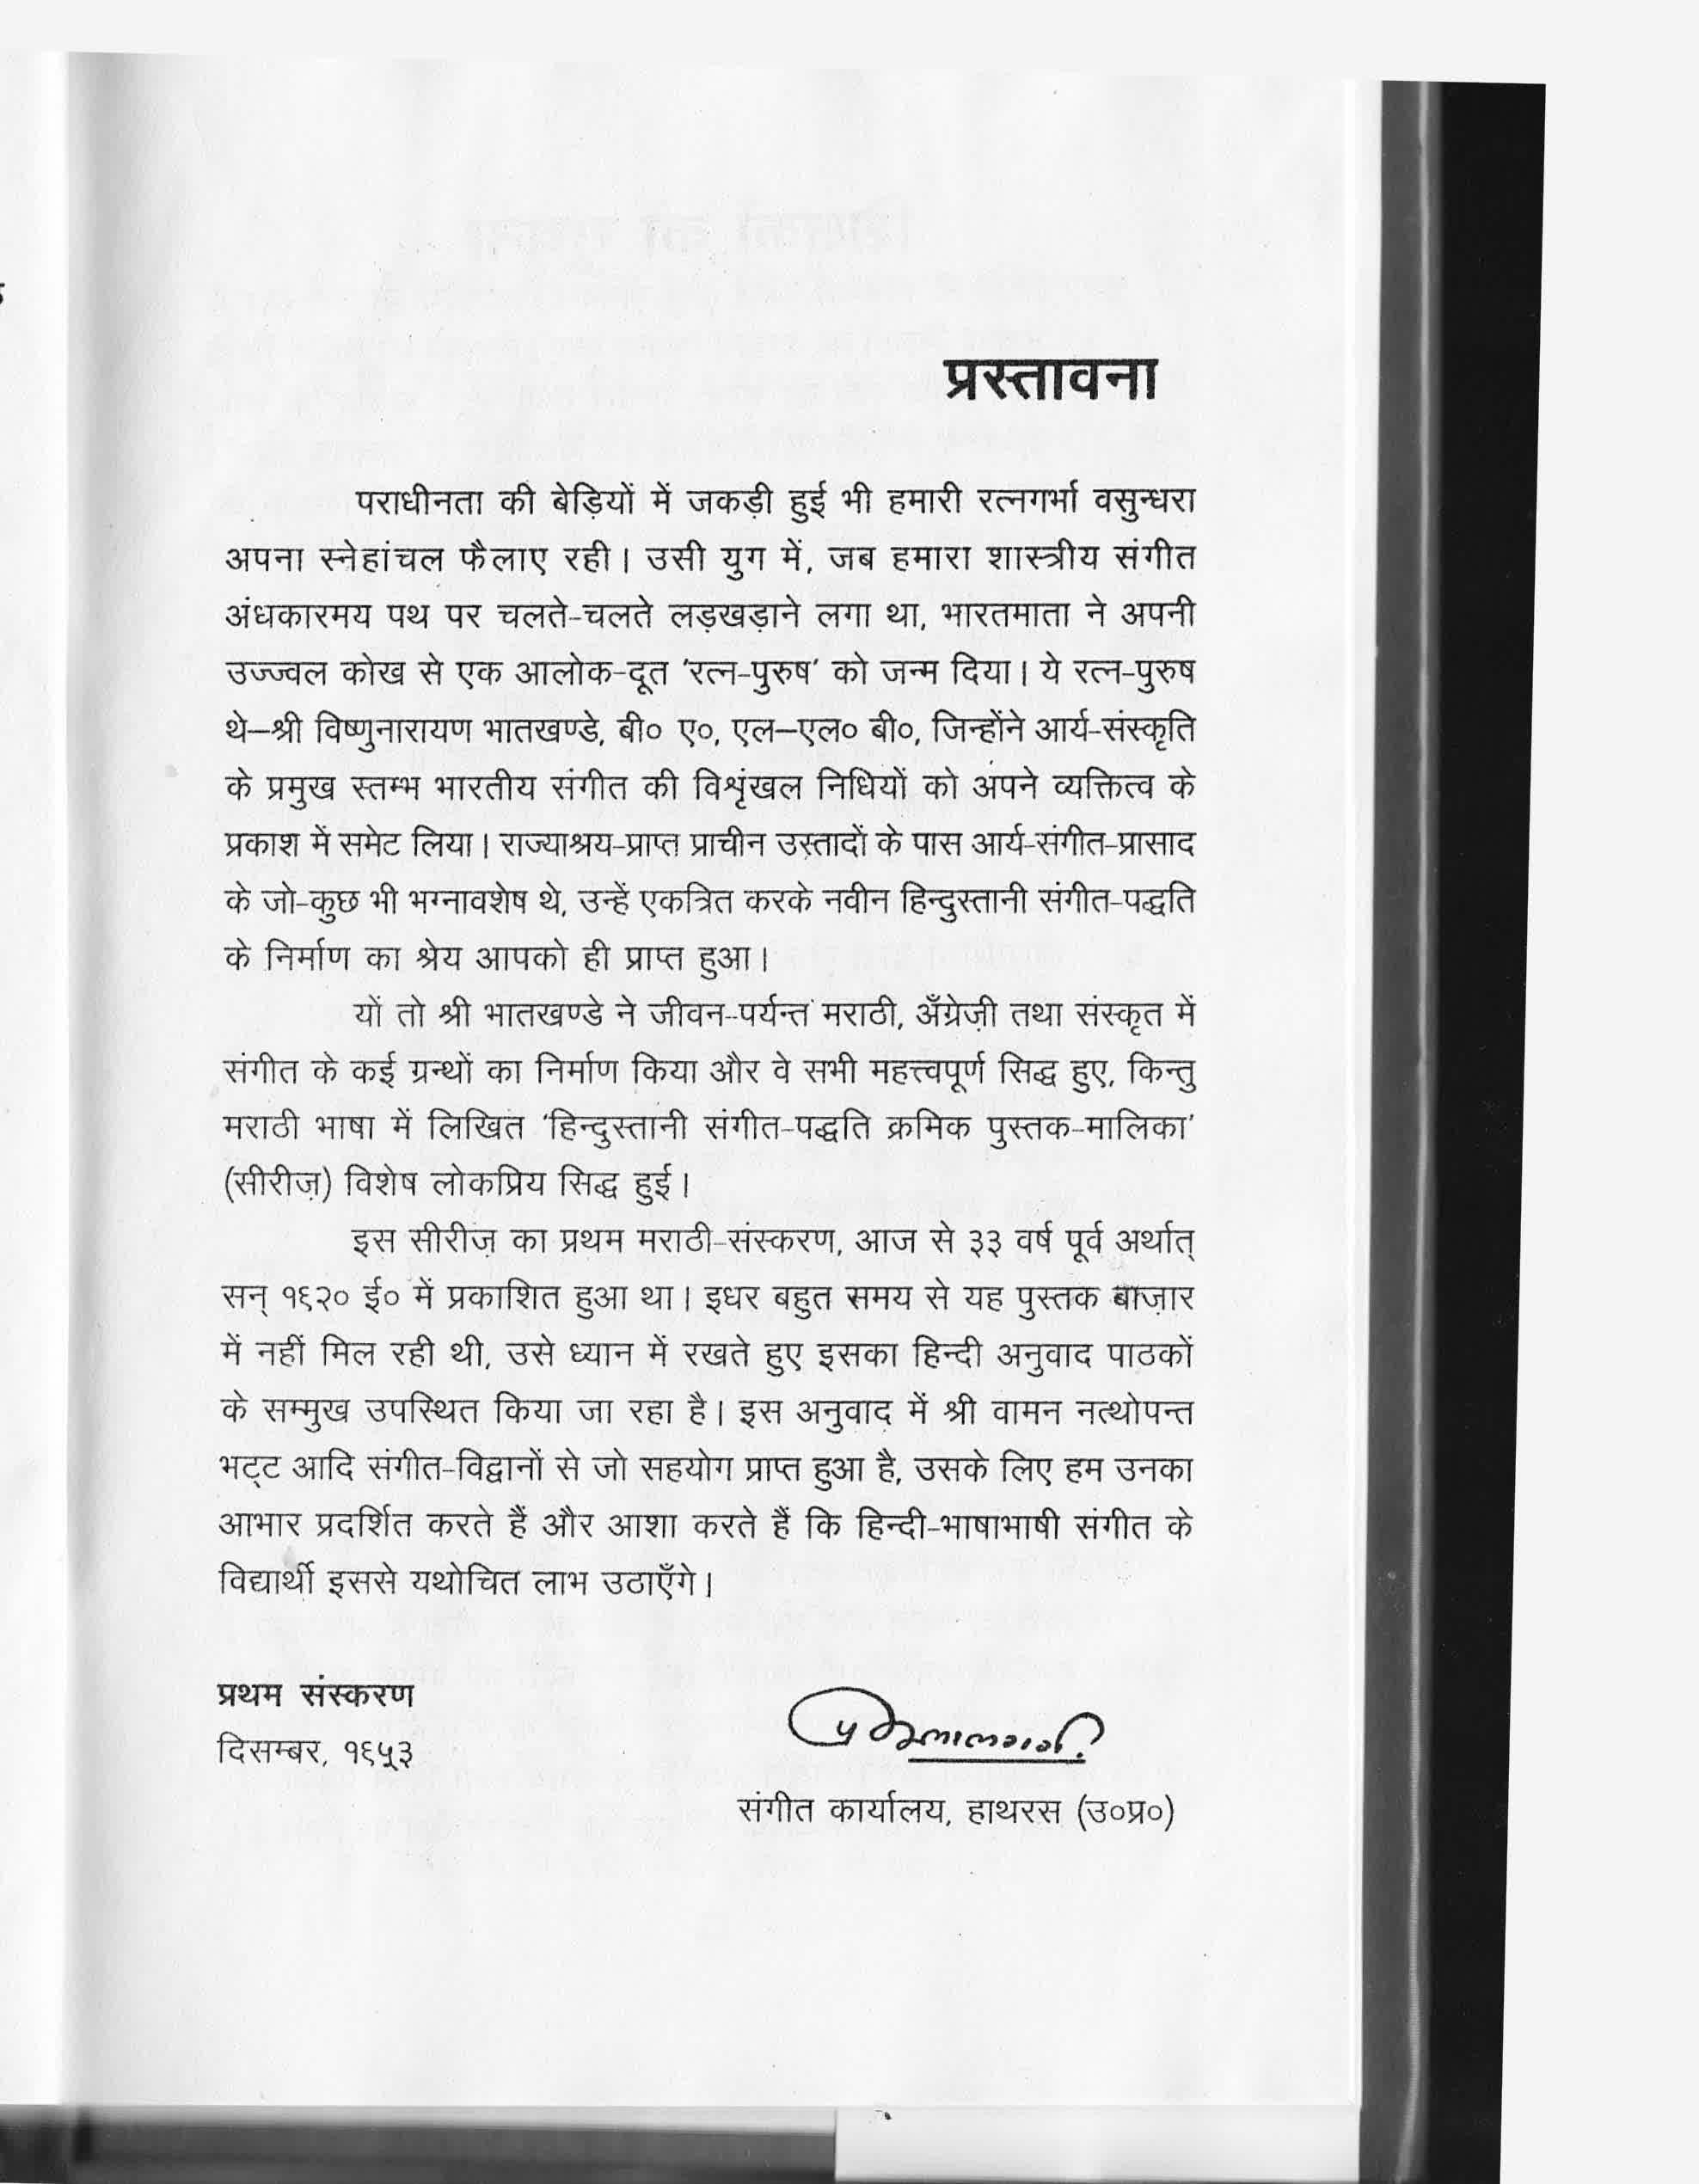 प्रस्तावना
पराधीनता की बेड़ियों में जकड़ी हुई भी हमारी रत्नगर्भा वसुन्धरा
अपना स्नेहांचल फैलाए रही। उसी युग में, जब हमारा शास्त्रीय संगीत
अंधकारमय पथ पर चलते-चलते लड़खड़ाने लगा था, भारतमाता ने अपनी
उज्ज्वल कोख से एक आलोक-दूत 'रत्न-पुरुष' को जन्म दिया। ये रत्न-पुरुष
थे–श्री विष्णुनारायण भातखण्डे, बी० ए०, एल–एल० बी०, जिन्होंने आर्य-संस्कृति
के प्रमुख स्तम्भ भारतीय संगीत की विशृंखल निधियों को अपने व्यक्तित्व के
प्रकाश में समेट लिया। राज्याश्रय-प्राप्त प्राचीन उस्तादों के पास आर्य-संगीत-प्रासाद
के जो-कुछ भी भग्नावशेष थे, उन्हें एकत्रित करके नवीन हिन्दुस्तानी संगीत-पद्धति
के निर्माण का श्रेय आपको ही प्राप्त हुआ।
यों तो श्री भातखण्डे ने जीवन-पर्यन्त मराठी, अँग्रेज़ी तथा संस्कृत में
संगीत के कई ग्रन्थों का निर्माण किया और वे सभी महत्त्वपूर्ण सिद्ध हुए, किन्तु
मराठी भाषा में लिखित 'हिन्दुस्तानी संगीत-पद्धति क्रमिक पुस्तक-मालिका'
(सीरीज़) विशेष लोकप्रिय सिद्ध हुई।
इस सीरीज़ का प्रथम मराठी-संस्करण, आज से ३३ वर्ष पूर्व अर्थात्
सन् १९२० ई० में प्रकाशित हुआ था। इधर बहुत समय से यह पुस्तक बाज़ार
में नहीं मिल रही थी, उसे ध्यान में रखते हुए इसका हिन्दी अनुवाद पाठकों
के सम्मुख उपस्थित किया जा रहा है। इस अनुवाद में श्री वामन नत्थोपन्त
भट्ट आदि संगीत-विद्वानों से जो सहयोग प्राप्त हुआ है, उसके लिए हम उनका
आभार प्रदर्शित करते हैं और आशा करते हैं कि हिन्दी-भाषाभाषी संगीत के
विद्यार्थी इससे यथोचित लाभ उठाएँगे।
प्रथम संस्करण
दिसम्बर, १९५३
संगीत कार्यालय, हाथरस (उ०प्र०)